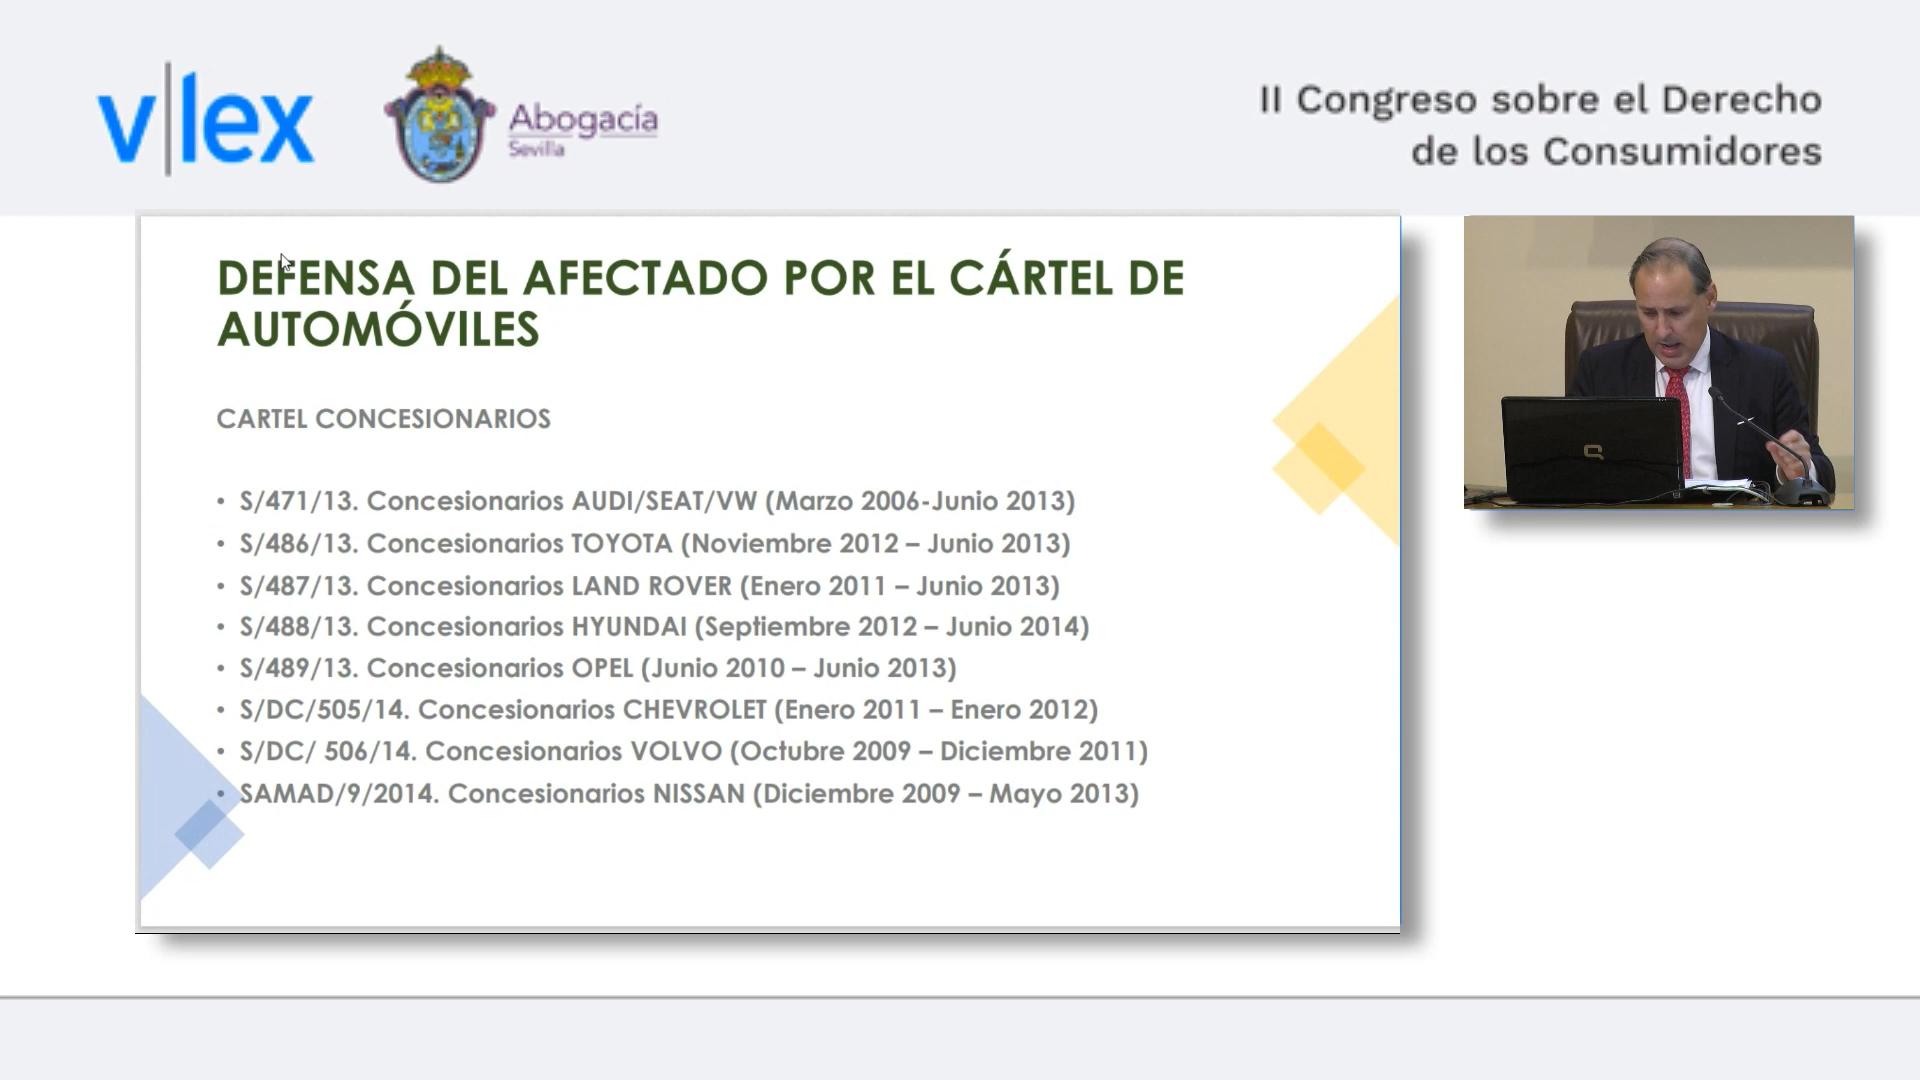 v|lex
Abogacía
Sevilla
II Congreso sobre el Derecho
de los Consumidores
DEFENSA DEL AFECTADO POR EL CÁRTEL DE
AUTOMÓVILES
CARTEL CONCESIONARIOS
• S/471/13. Concesionarios AUDI/SEAT/VW (Marzo 2006-Junio 2013)
• S/486/13. Concesionarios TOYOTA (Noviembre 2012 – Junio 2013)
• S/487/13. Concesionarios LAND ROVER (Enero 2011 – Junio 2013)
• S/488/13. Concesionarios HYUNDAI (Septiembre 2012 – Junio 2014)
• S/489/13. Concesionarios OPEL (Junio 2010 – Junio 2013)
• S/DC/505/14. Concesionarios CHEVROLET (Enero 2011 – Enero 2012)
• S/DC/ 506/14. Concesionarios VOLVO (Octubre 2009 – Diciembre 2011)
• SAMAD/9/2014. Concesionarios NISSAN (Diciembre 2009 – Mayo 2013)